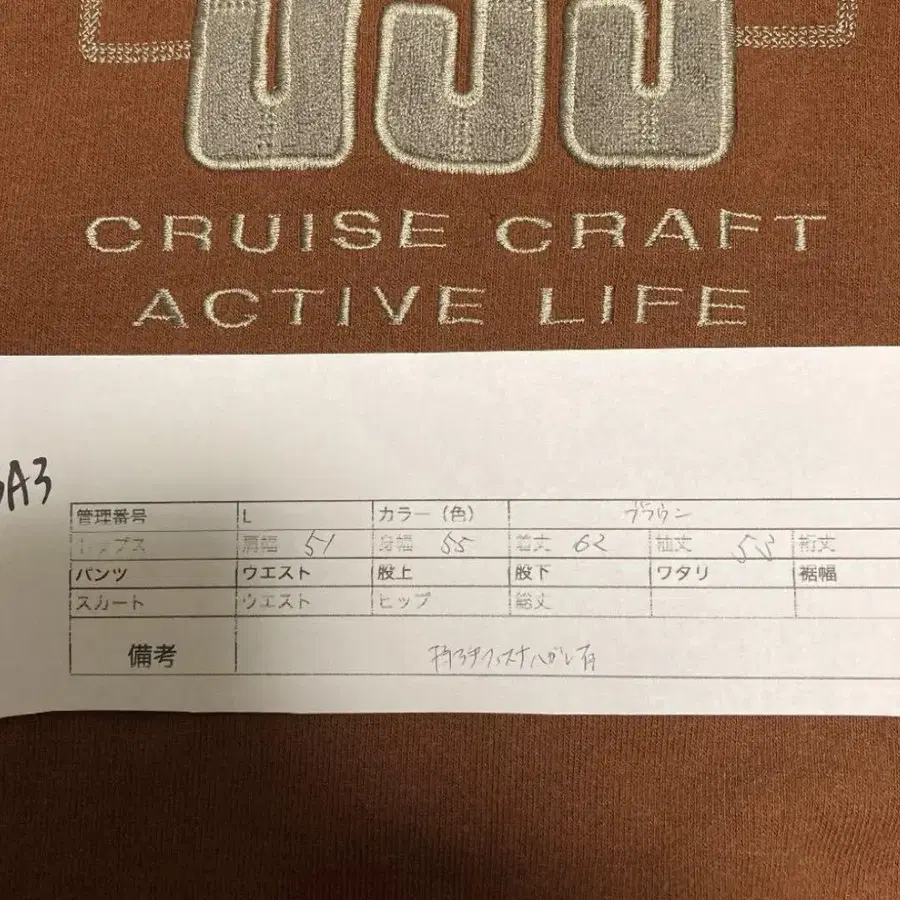 CRUISE CRAFT
ACTIVE LIFE
A3
管理番号 L カラー（色） ブラウン
トップス 肩幅 51 身幅 55 着丈 62 袖丈 53 裄丈
パンツ ウエスト 股上 股下 ワタリ 裾幅
スカート ウエスト ヒップ 総丈
備考